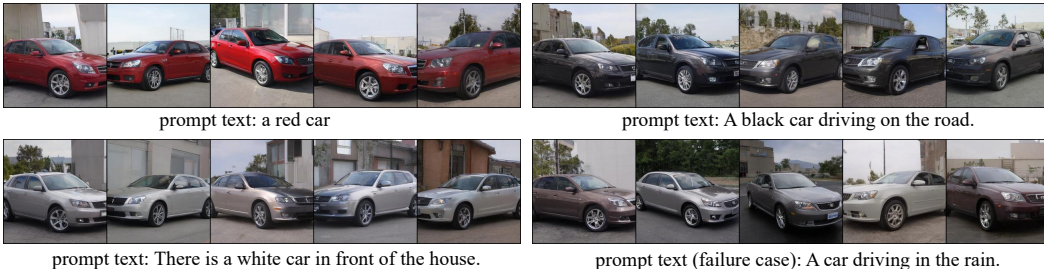 prompt text: a red car
prompt text: A black car driving on the road.
prompt text: There is a white car in front of the house.
prompt text (failure case): A car driving in the rain.